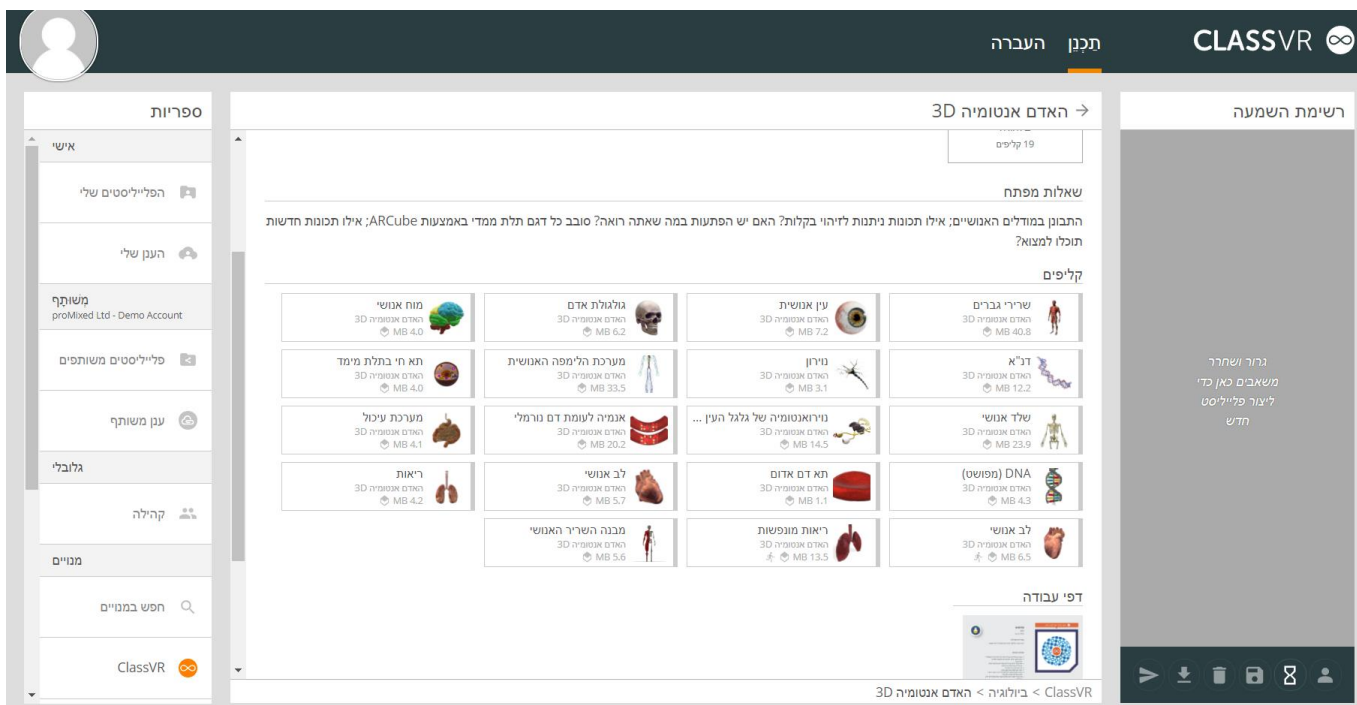 CLASSVR
תַכְנֵן
העברה
רשימת השמעה
גרור ושחרר
משאבים כאן כדי
ליצור פלייליסט
חדש
האדם אנטומיה 3D
19 קליפים
שאלות מפתח
התבונן במודלים האנושיים; אילו תכונות ניתנות לזיהוי בקלות? האם יש הפתעות במה שאתה רואה? סובב כל דגם תלת ממדי באמצעות ARCube; אילו תכונות חדשות
תוכלו למצוא?
קליפים
שרירי גברים
האדם אנטומיה 3D
40.8 MB
עין אנושית
האדם אנטומיה 3D
7.2 MB
גולגולת אדם
האדם אנטומיה 3D
6.2 MB
מוח אנושי
האדם אנטומיה 3D
4.0 MB
דנ"א
האדם אנטומיה 3D
12.2 MB
נוירון
האדם אנטומיה 3D
3.1 MB
מערכת הלימפה האנושית
האדם אנטומיה 3D
33.5 MB
תא חי בתלת מימד
האדם אנטומיה 3D
4.0 MB
שלד אנושי
האדם אנטומיה 3D
23.9 MB
נוירואנטומיה של גלגל העין ...
האדם אנטומיה 3D
14.5 MB
אנמיה לעומת דם נורמלי
האדם אנטומיה 3D
20.2 MB
מערכת עיכול
האדם אנטומיה 3D
4.1 MB
DNA (מפושט)
האדם אנטומיה 3D
4.3 MB
תא דם אדום
האדם אנטומיה 3D
1.1 MB
לב אנושי
האדם אנטומיה 3D
5.7 MB
ריאות
האדם אנטומיה 3D
4.2 MB
לב אנושי
האדם אנטומיה 3D
6.5 MB
ריאות מונפשות
האדם אנטומיה 3D
13.5 MB
מבנה השריר האנושי
האדם אנטומיה 3D
5.6 MB
דפי עבודה
ClassVR > ביולוגיה > האדם אנטומיה 3D
ספריות
אישי
הפלייליסטים שלי
הענן שלי
מְשׁוּתָף
proMixed Ltd - Demo Account
פלייליסטים משותפים
ענן משותף
גלובלי
קהילה
מנויים
חפש במנויים
ClassVR